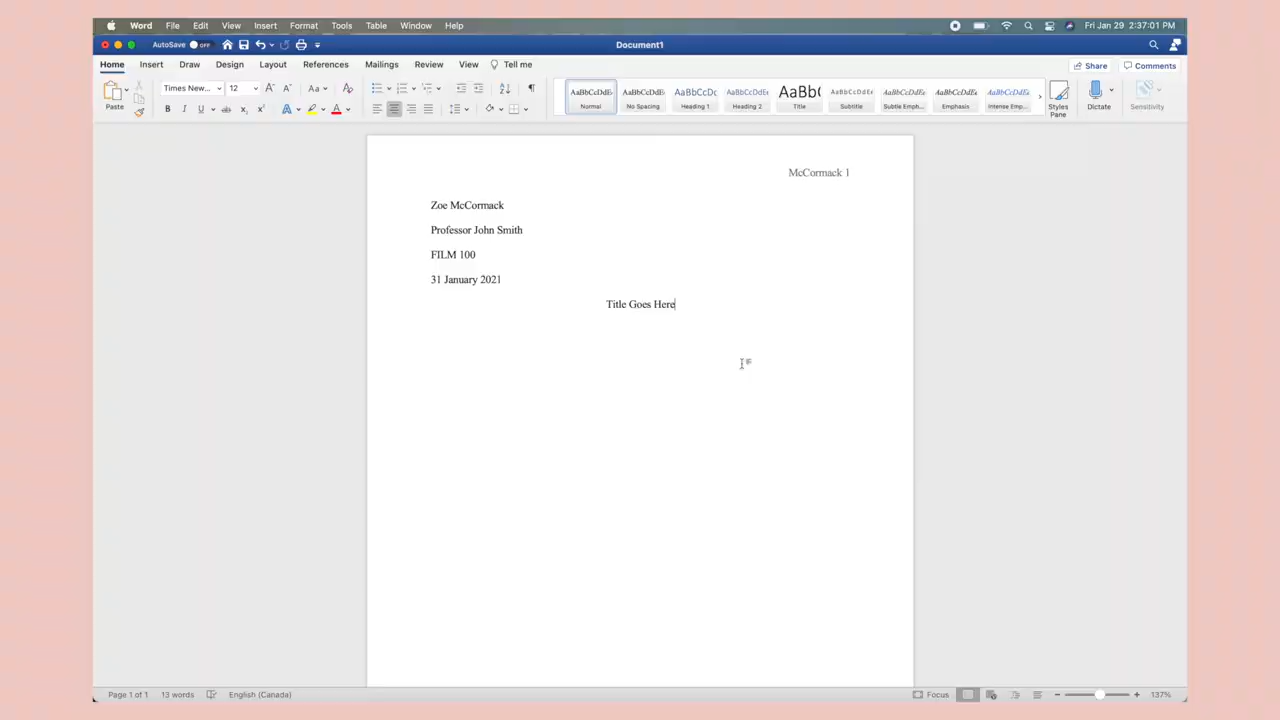 Word File Edit View Insert Format Tools Table Window Help Fri Jan 29 2:37:01 PM
AutoSave OFF Document1
Home Insert Draw Design Layout References Mailings Review View Tell me Share Comments
Paste Times New... 12 Aa
B I U ab x x A A
AaBbCcDdEe AaBbCcDdEe AaBbCcDc AaBbCcDdEe AaBb( AaBbCcDdEe AaBbCcDdEe AaBbCcDdEe AaBbCcDdEe
Normal No Spacing Heading 1 Heading 2 Title Subtitle Subtle Emph... Emphasis Intense Emp... Styles Pane Dictate Sensitivity
McCormack 1
Zoe McCormack
Professor John Smith
FILM 100
31 January 2021
Title Goes Here
Page 1 of 1 13 words English (Canada) Focus 137%